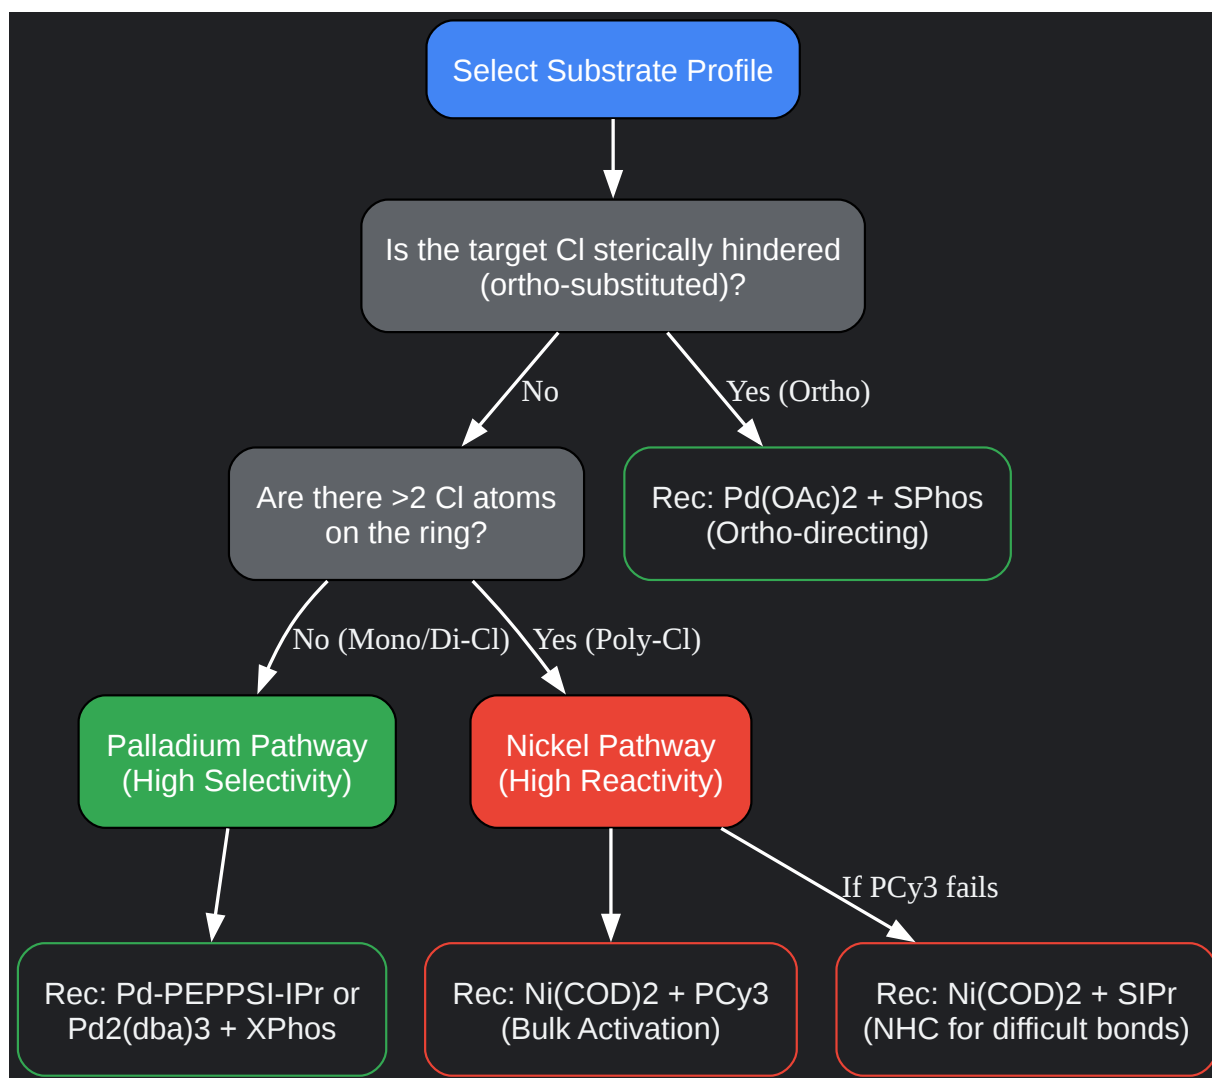 Select Substrate Profile
Is the target Cl sterically hindered
(ortho-substituted)?
No
Yes (Ortho)
Are there >2 Cl atoms
on the ring?
Rec: Pd(OAc)2 + SPhos
(Ortho-directing)
No (Mono/Di-Cl)
Yes (Poly-Cl)
Palladium Pathway
(High Selectivity)
Nickel Pathway
(High Reactivity)
If PCy3 fails
Rec: Pd-PEPPSI-IPr or
Pd2(dba)3 + XPhos
Rec: Ni(COD)2 + PCy3
(Bulk Activation)
Rec: Ni(COD)2 + SIPr
(NHC for difficult bonds)